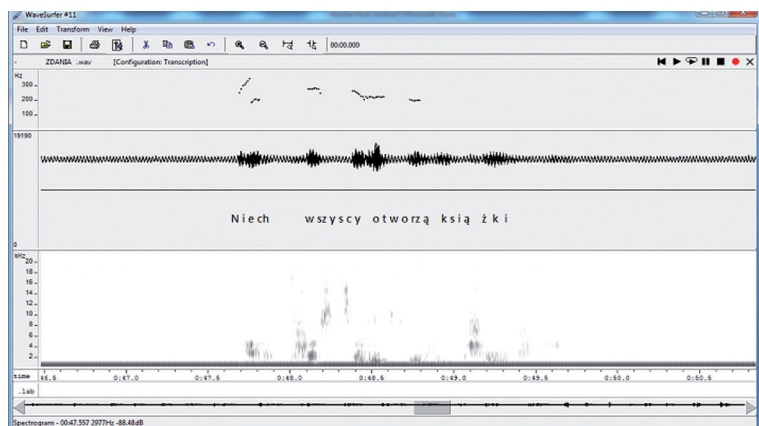 WaveSurfer #11
File Edit Transform View Help
00:00.000
ZDANIA .wav [Configuration: Transcription]
Hz
300
200
100
19190
Niech wszyscy otworzą książki
0
kHz
20
18
16
14
12
10
8
6
4
2
time 46.5 0:47.0 0:47.5 0:48.0 0:48.5 0:49.0 0:49.5 0:50.0 0:50.5
.lab
Spectrogram - 00:47.557 2977Hz -88.48dB